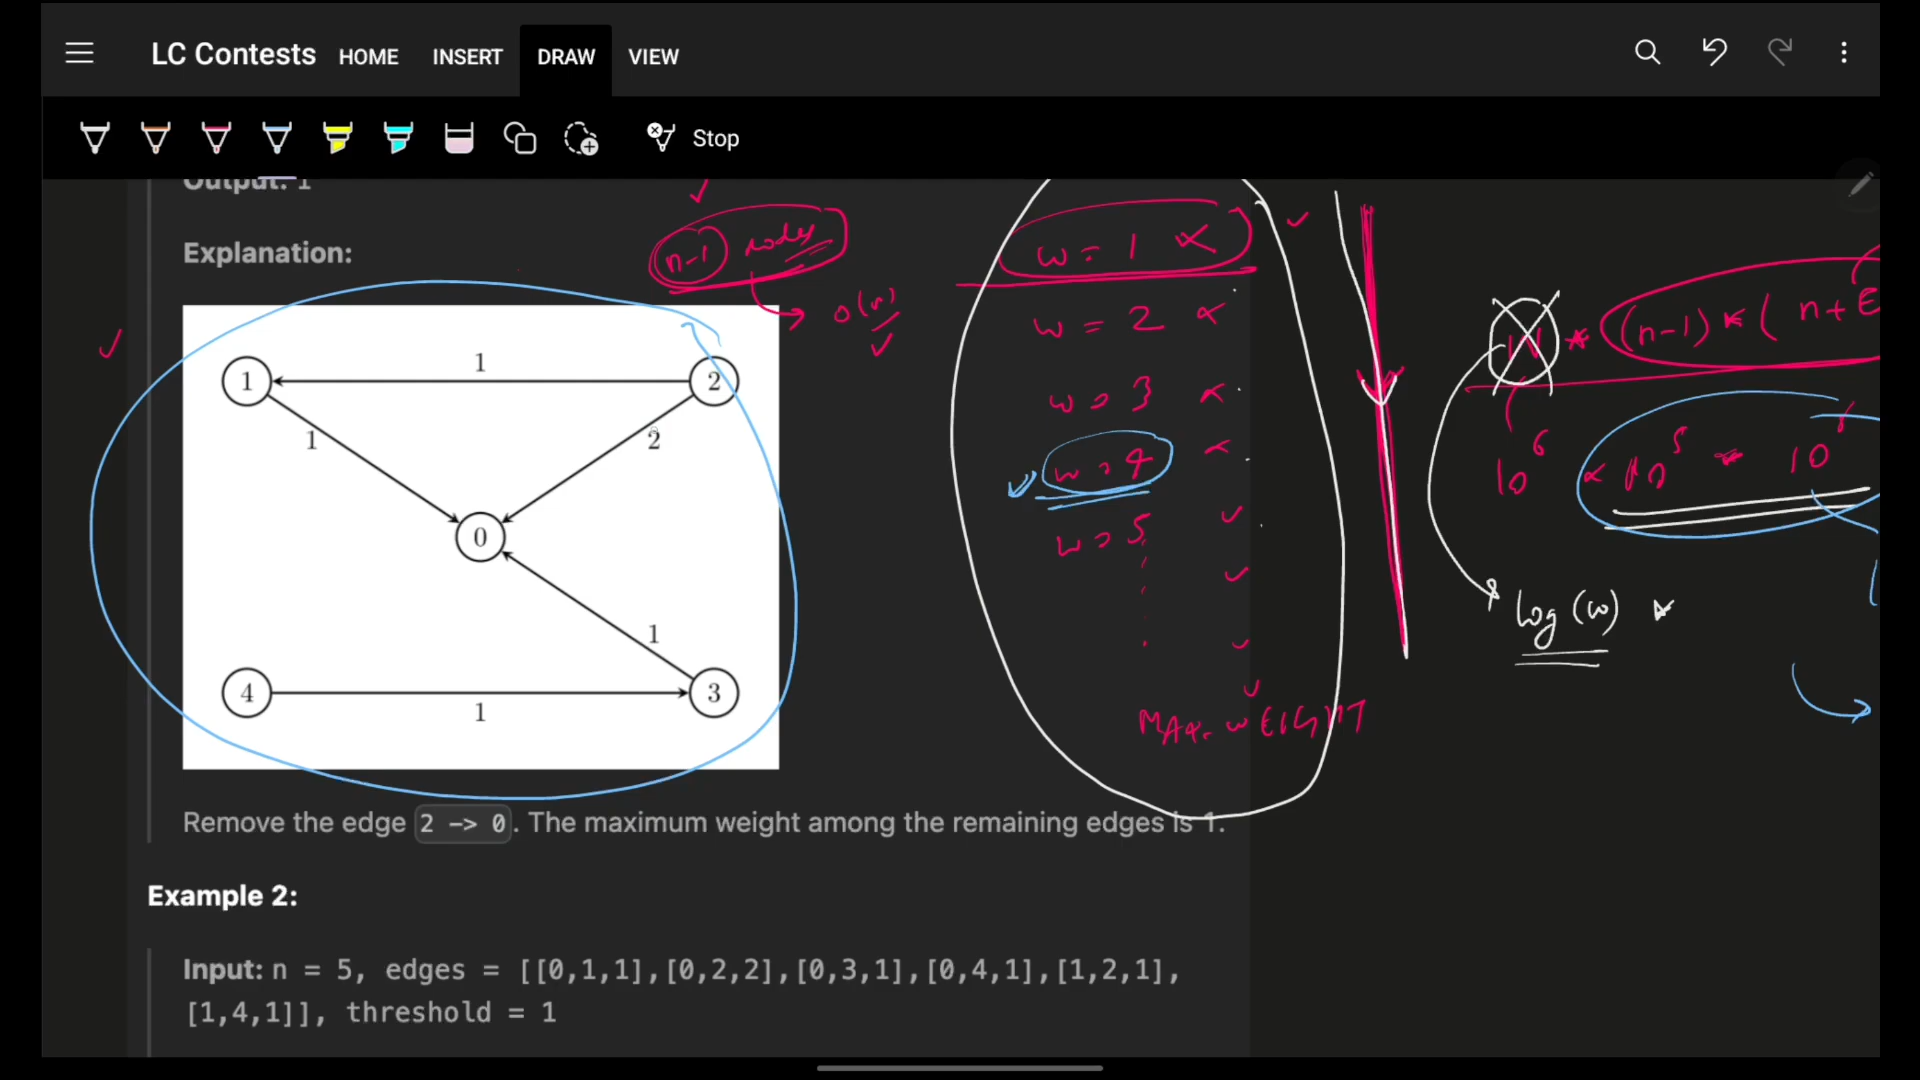 LC Contests HOME INSERT DRAW VIEW
Stop
Output: 1
Explanation:
n-1 nodes
O(n)
1
2
1
1
2
0
1
4
3
1
w = 1 ✗
w = 2 ✗
w = 3 ✗
w = 4 ✗
w = 5 ✓
MAX. WEIGHT
W * (n-1) * ( n + E
10^6 * 10^5 * 10
log (w) *
Remove the edge 2 -> 0. The maximum weight among the remaining edges is 1.
Example 2:
Input: n = 5, edges = [[0,1,1],[0,2,2],[0,3,1],[0,4,1],[1,2,1],
[1,4,1]], threshold = 1